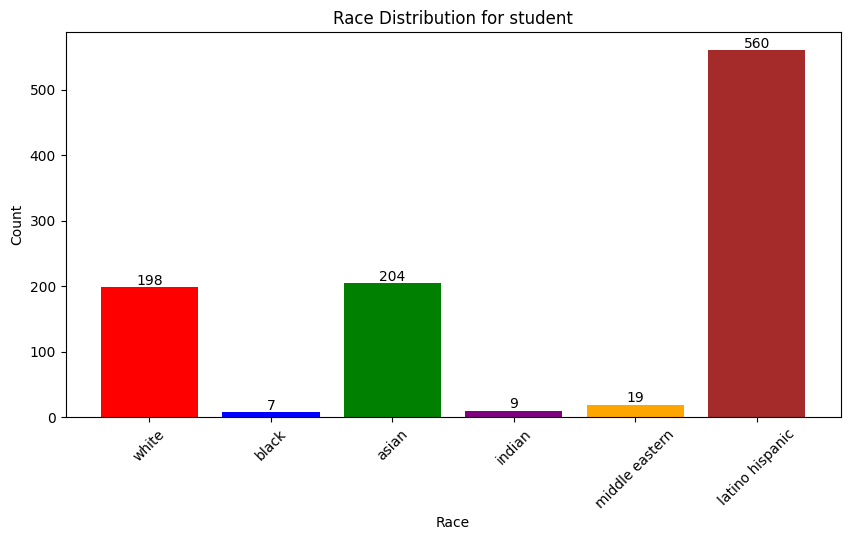 Race Distribution for student
Count
500
400
300
200
100
0
198
7
204
9
19
560
white
black
asian
indian
middle eastern
latino hispanic
Race